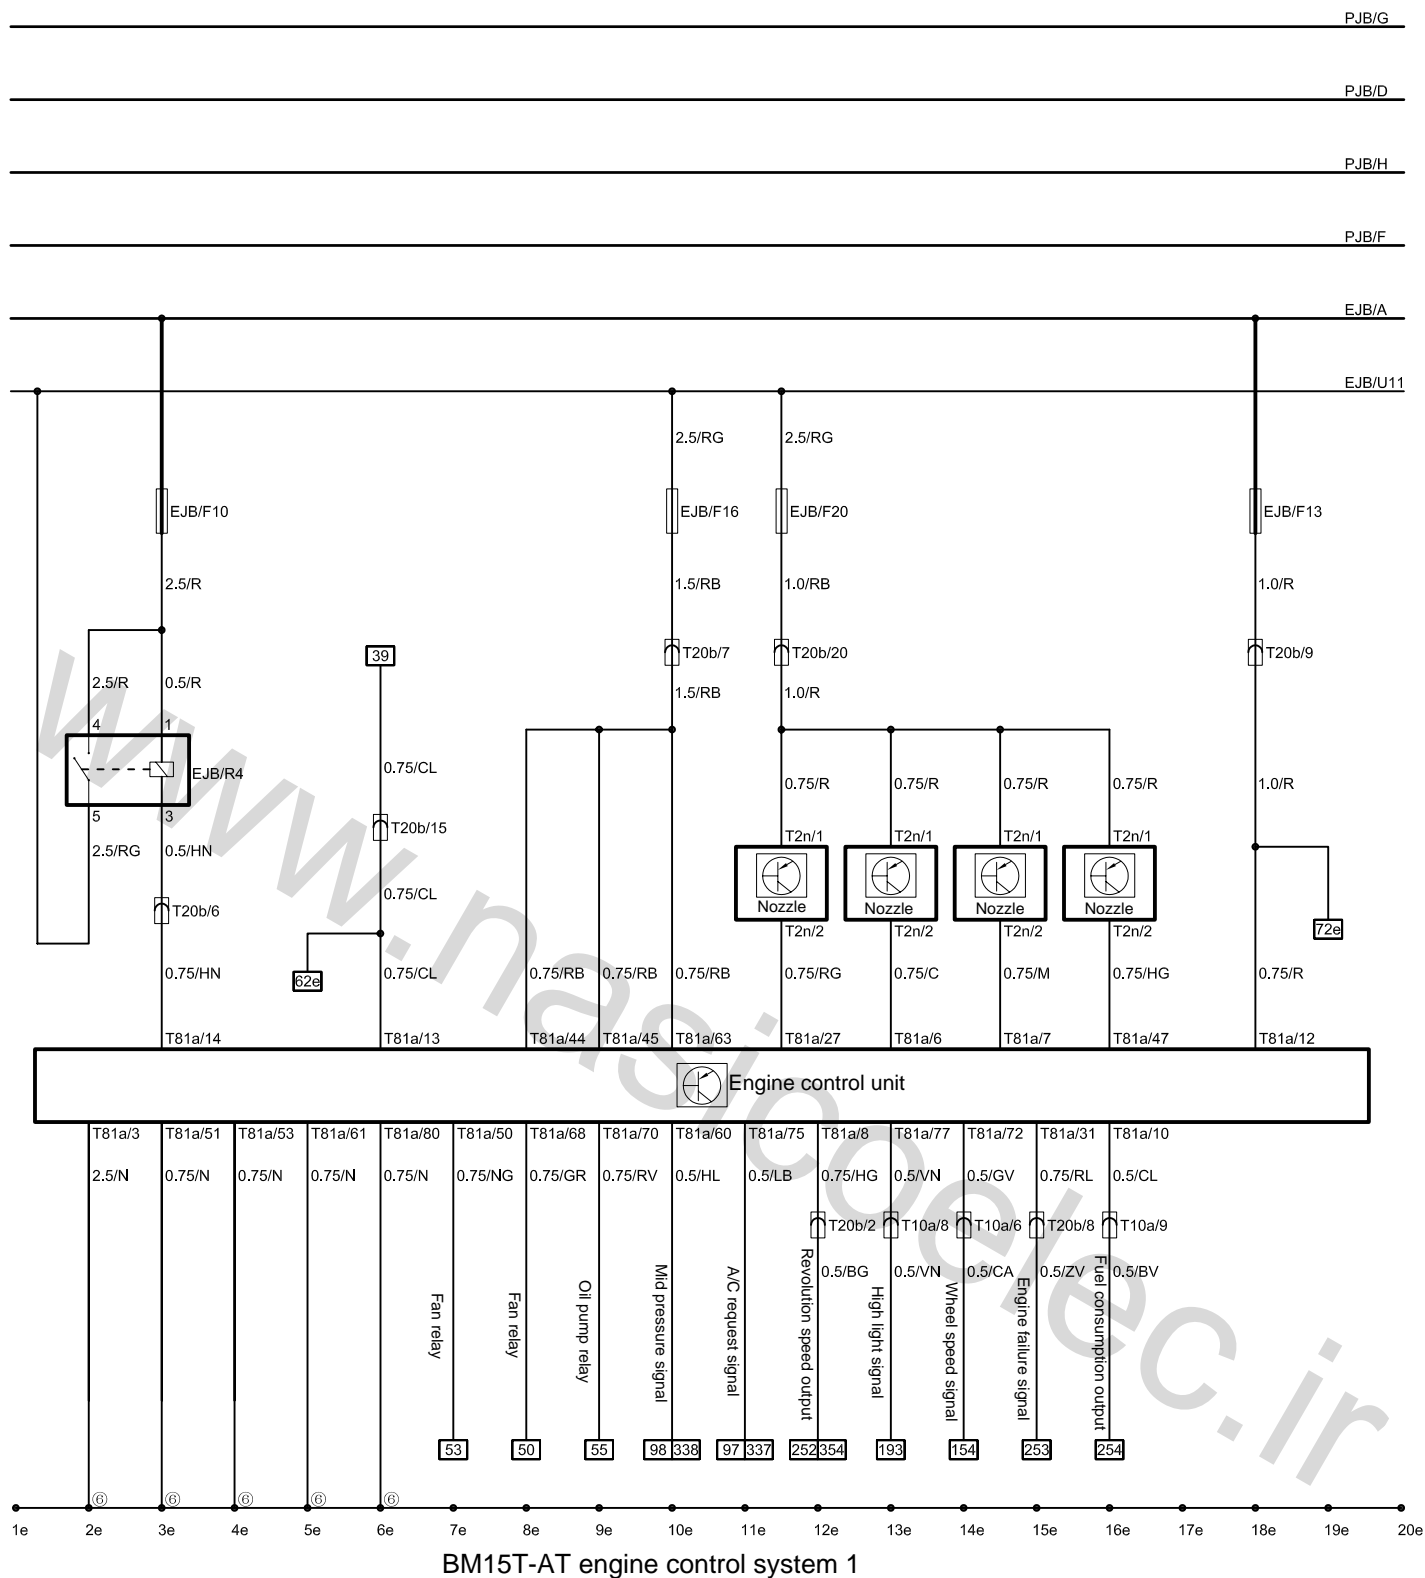 PJB/G
PJB/D
PJB/H
PJB/F
EJB/A
EJB/U11
2.5/RG 2.5/RG
EJB/F10 EJB/F16 EJB/F20 EJB/F13
2.5/R 1.5/RB 1.0/RB 1.0/R
39 T20b/7 T20b/20 T20b/9
2.5/R 0.5/R 1.5/RB 1.0/R
4 1
EJB/R4 0.75/CL 0.75/R 0.75/R 0.75/R 0.75/R 1.0/R
5 3 T20b/15 T2n/1 T2n/1 T2n/1 T2n/1
2.5/RG 0.5/HN
0.75/CL
T20b/6 Nozzle Nozzle Nozzle Nozzle
T2n/2 T2n/2 T2n/2 T2n/2 72e
62e
0.75/HN 0.75/CL 0.75/RB 0.75/RB 0.75/RB 0.75/RG 0.75/C 0.75/M 0.75/HG 0.75/R
T81a/14 T81a/13 T81a/44 T81a/45 T81a/63 T81a/27 T81a/6 T81a/7 T81a/47 T81a/12
Engine control unit
T81a/3 T81a/51 T81a/53 T81a/61 T81a/80 T81a/50 T81a/68 T81a/70 T81a/60 T81a/75 T81a/8 T81a/77 T81a/72 T81a/31 T81a/10
2.5/N 0.75/N 0.75/N 0.75/N 0.75/N 0.75/NG 0.75/GR 0.75/RV 0.5/HL 0.5/LB 0.75/HG 0.5/VN 0.5/GV 0.75/RL 0.5/CL
T20b/2 T10a/8 T10a/6 T20b/8 T10a/9
0.5/BG 0.5/VN 0.5/CA 0.5/ZV 0.5/BV
Fan relay
Fan relay
Oil pump relay
Mid pressure signal
A/C request signal
Revolution speed output
High light signal
Wheel speed signal
Engine failure signal
Fuel consumption output
53 50 55 98 338 97 337 252 354 193 154 253 254
⑥ ⑥ ⑥ ⑥ ⑥
1e 2e 3e 4e 5e 6e 7e 8e 9e 10e 11e 12e 13e 14e 15e 16e 17e 18e 19e 20e
BM15T-AT engine control system 1
www.nasicoelec.ir